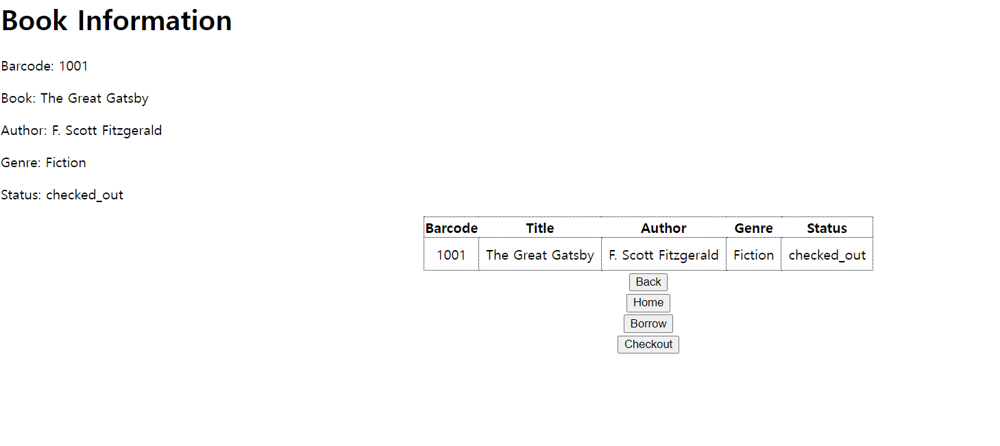 Book Information
Barcode: 1001
Book: The Great Gatsby
Author: F. Scott Fitzgerald
Genre: Fiction
Status: checked_out
Barcode Title Author Genre Status
1001 The Great Gatsby F. Scott Fitzgerald Fiction checked_out
Back
Home
Borrow
Checkout